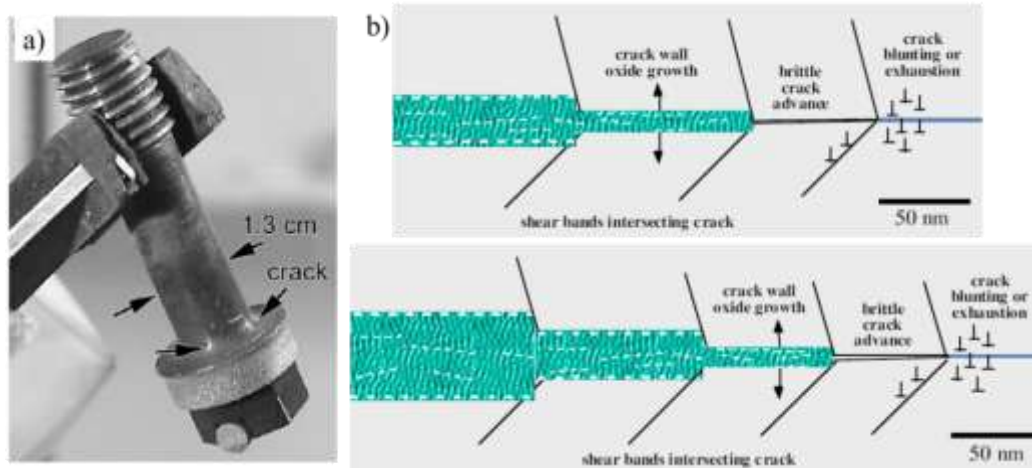 a)
1.3 cm
crack
b)
crack wall
oxide growth
brittle
crack
advance
crack
blunting or
exhaustion
shear bands intersecting crack
50 nm
crack wall
oxide growth
brittle
crack
advance
crack
blunting or
exhaustion
shear bands intersecting crack
50 nm